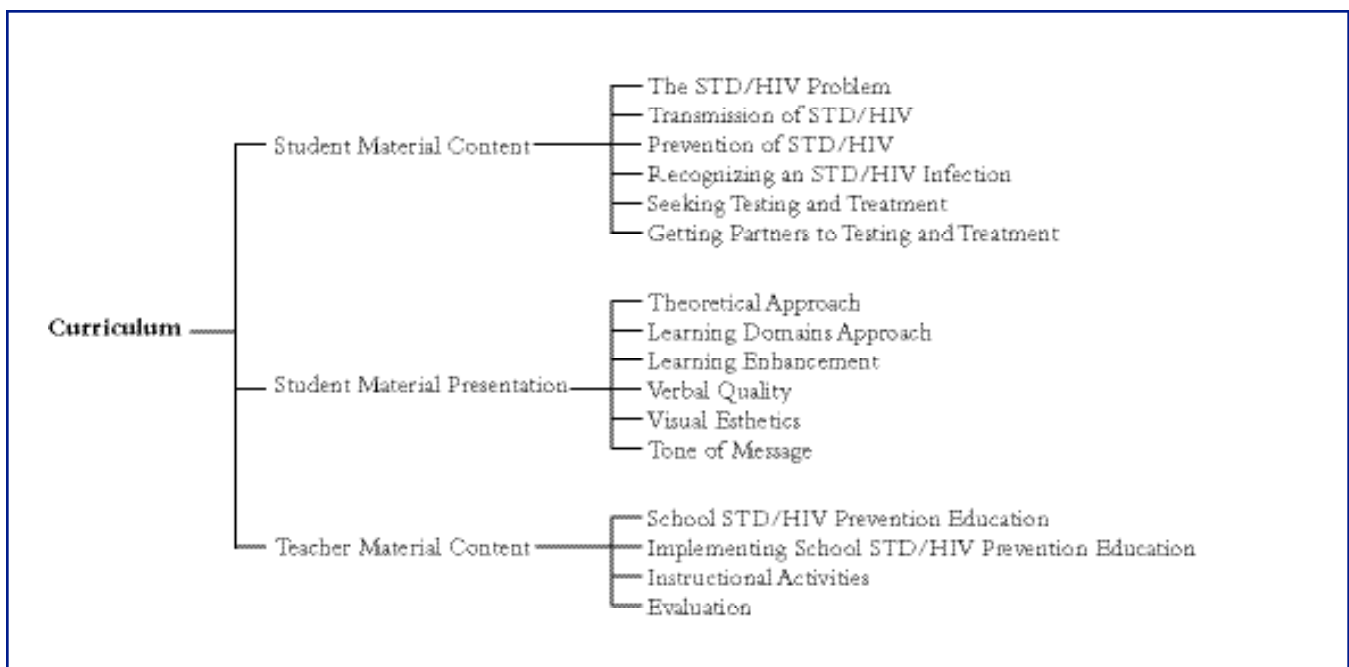 The STD/HIV Problem
Transmission of STD/HIV
Student Material Content
Prevention of STD/HIV
Recognizing an STD/HIV Infection
Seeking Testing and Treatment
Getting Partners to Testing and Treatment
Curriculum
Theoretical Approach
Learning Domains Approach
Learning Enhancement
Student Material Presentation
Verbal Quality
Visual Esthetics
Tone of Message
School STD/HIV Prevention Education
Teacher Material Content
Implementing School STD/HIV Prevention Education
Instructional Activities
Evaluation